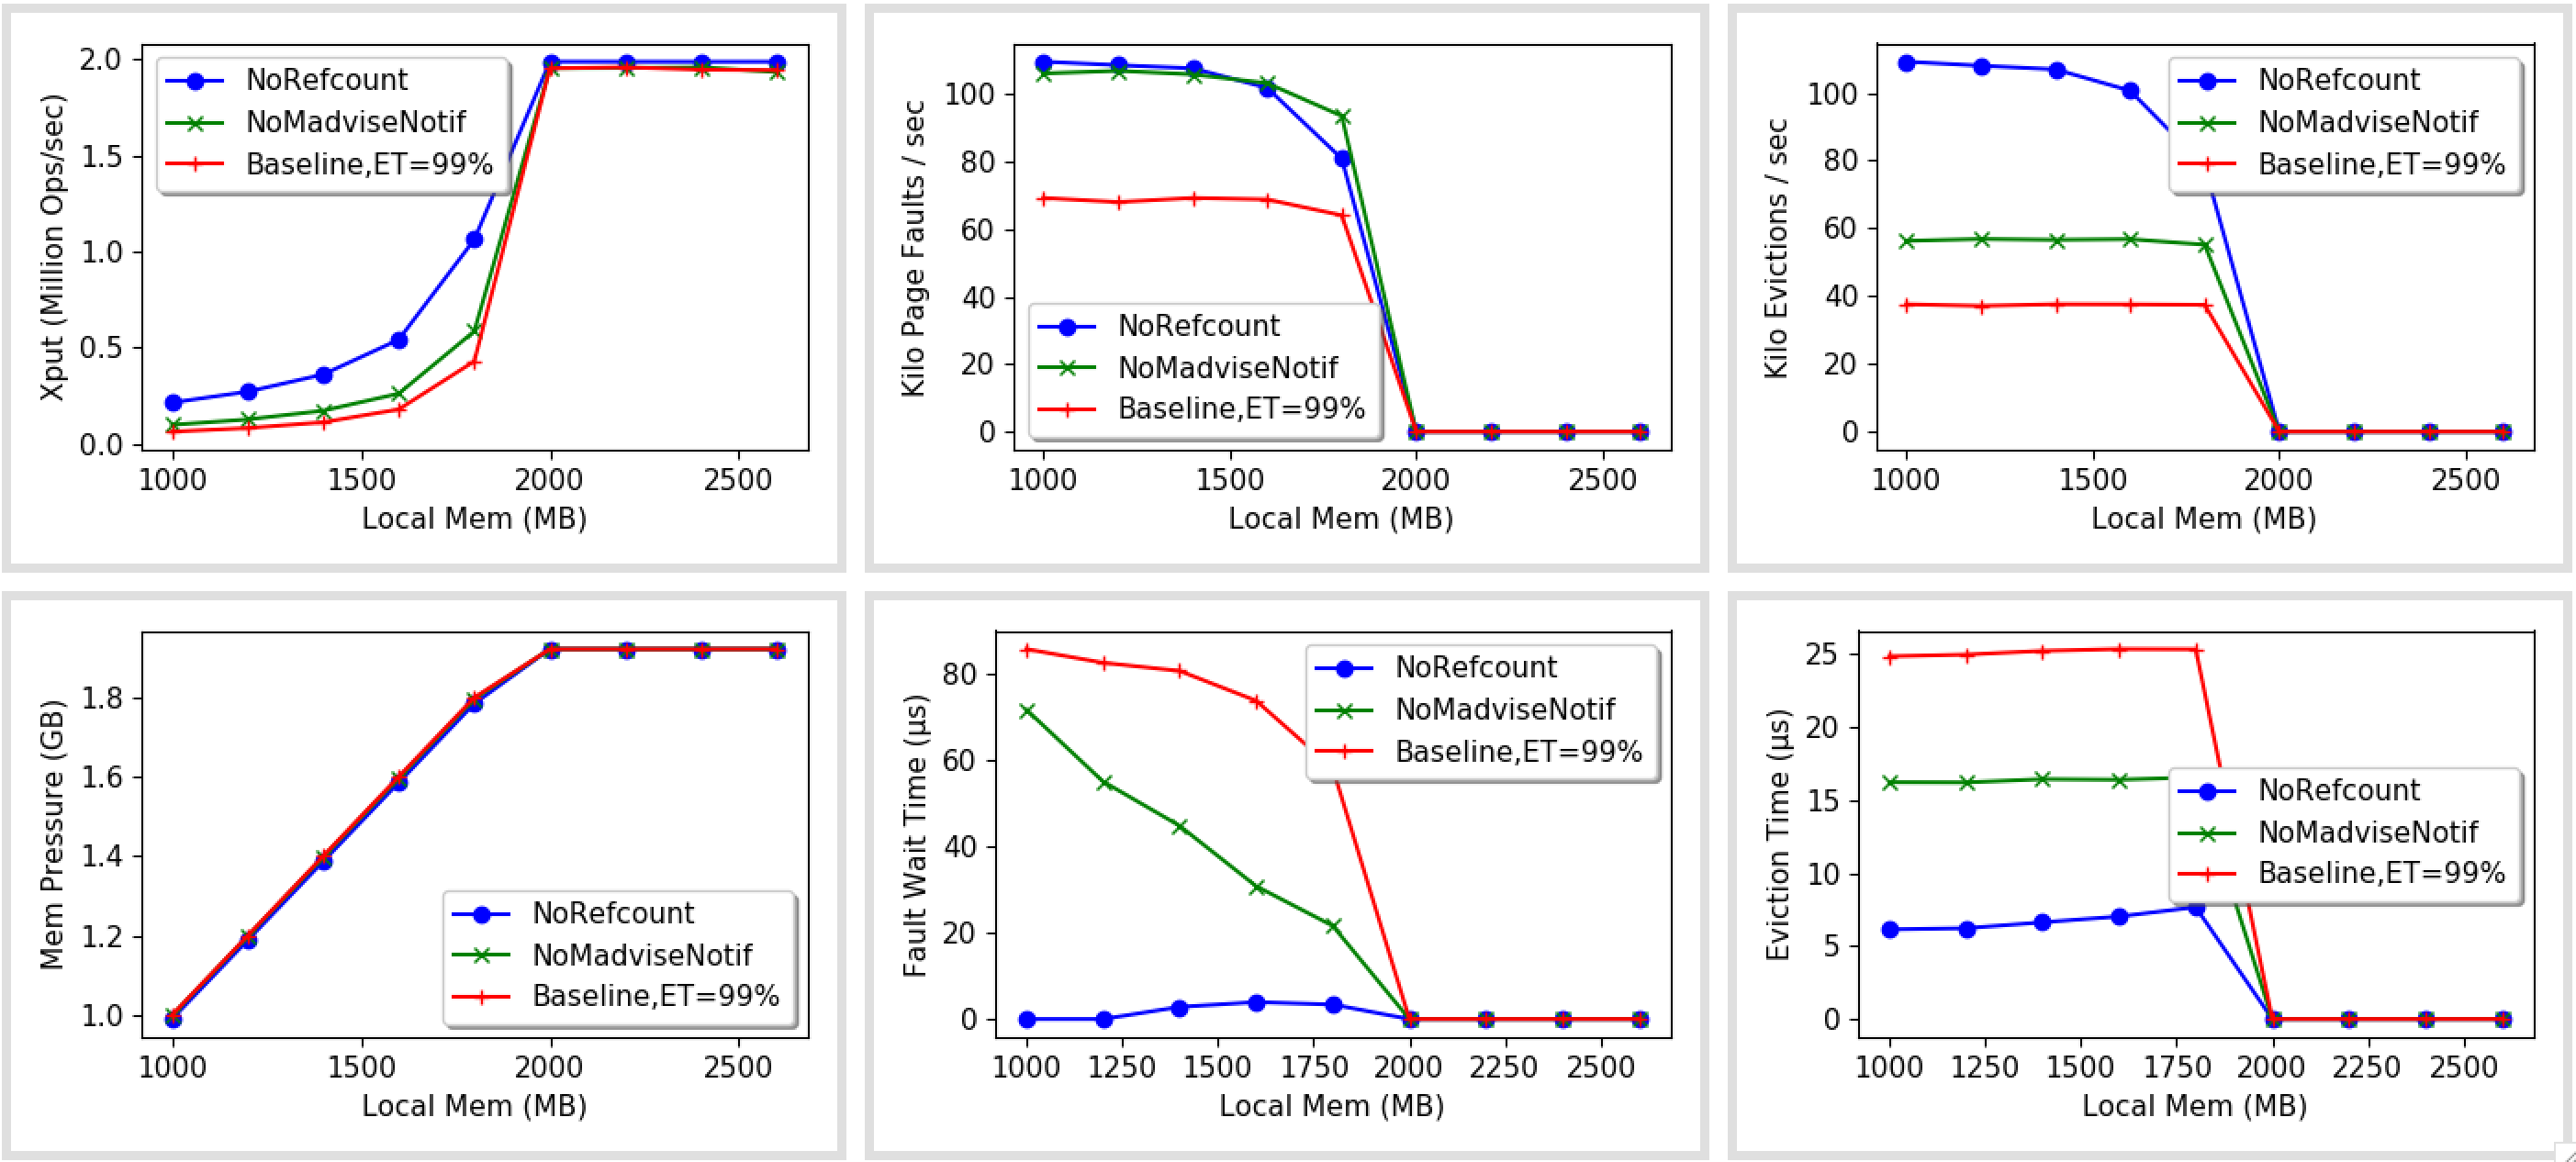 Xput (Million Ops/sec)
2.0
1.5
1.0
0.5
0.0
NoRefcount
NoMadviseNotif
Baseline,ET=99%
1000 1500 2000 2500
Local Mem (MB)
Kilo Page Faults / sec
100
80
60
40
20
0
NoRefcount
NoMadviseNotif
Baseline,ET=99%
1000 1500 2000 2500
Local Mem (MB)
Kilo Evictions / sec
100
80
60
40
20
0
NoRefcount
NoMadviseNotif
Baseline,ET=99%
1000 1500 2000 2500
Local Mem (MB)
Mem Pressure (GB)
1.8
1.6
1.4
1.2
1.0
NoRefcount
NoMadviseNotif
Baseline,ET=99%
1000 1500 2000 2500
Local Mem (MB)
Fault Wait Time (µs)
80
60
40
20
0
NoRefcount
NoMadviseNotif
Baseline,ET=99%
1000 1250 1500 1750 2000 2250 2500
Local Mem (MB)
Eviction Time (µs)
25
20
15
10
5
0
NoRefcount
NoMadviseNotif
Baseline,ET=99%
1000 1250 1500 1750 2000 2250 2500
Local Mem (MB)